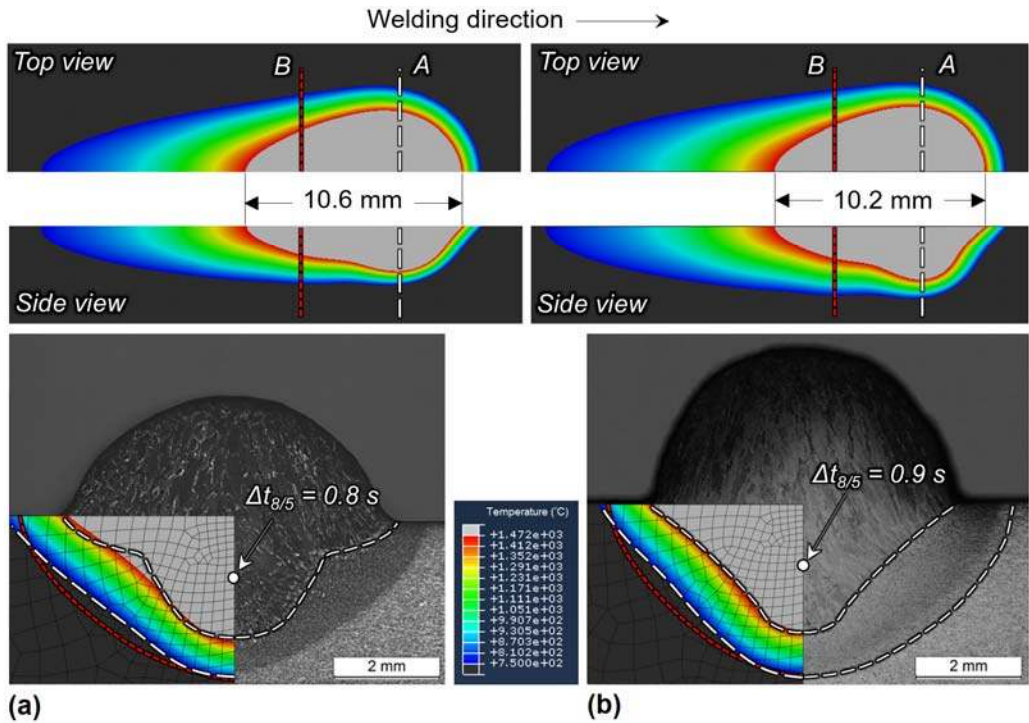 Welding direction
Top view
B
A
Top view
B
A
10.6 mm
10.2 mm
Side view
Side view
Δt8/5 = 0.8 s
Δt8/5 = 0.9 s
Temperature (°C)
+1.472e+03
+1.412e+03
+1.352e+03
+1.291e+03
+1.231e+03
+1.171e+03
+1.111e+03
+1.051e+03
+9.907e+02
+9.305e+02
+8.703e+02
+8.102e+02
+7.500e+02
2 mm
2 mm
(a)
(b)